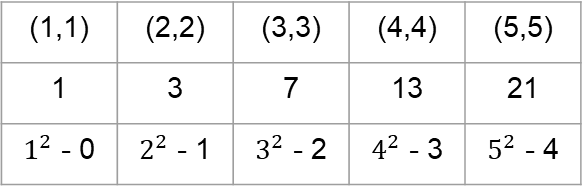 (1,1) (2,2) (3,3) (4,4) (5,5)
1 3 7 13 21
1² - 0 2² - 1 3² - 2 4² - 3 5² - 4